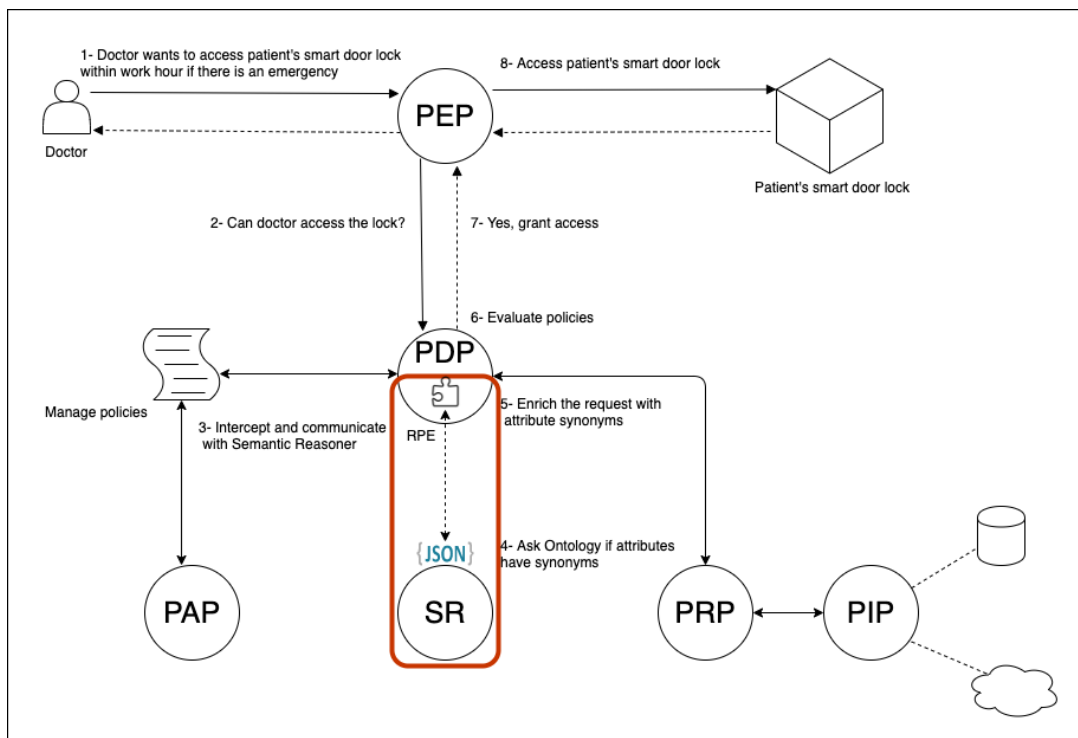 1- Doctor wants to access patient's smart door lock
within work hour if there is an emergency
8- Access patient's smart door lock
PEP
Doctor
Patient's smart door lock
2- Can doctor access the lock?
7- Yes, grant access
6- Evaluate policies
PDP
Manage policies
5- Enrich the request with
attribute synonyms
3- Intercept and communicate
with Semantic Reasoner
RPE
{JSON}
4- Ask Ontology if attributes
have synonyms
PAP
SR
PRP
PIP